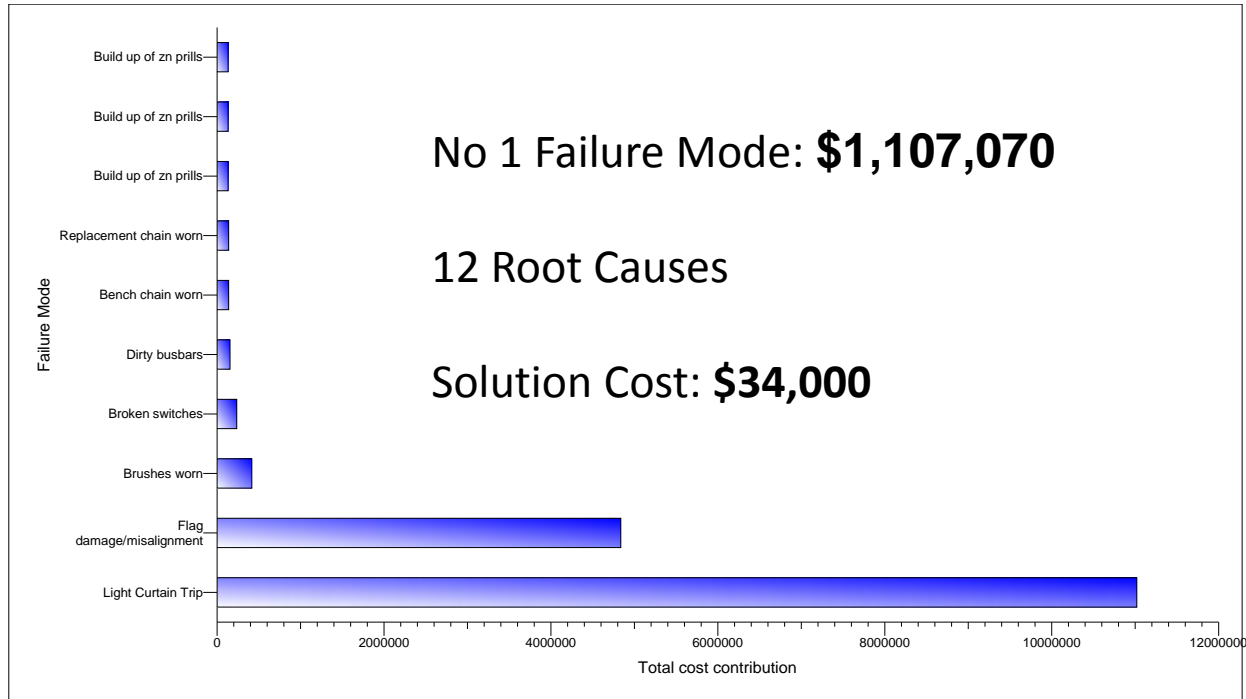 Build up of zn prills
Build up of zn prills
Build up of zn prills
Replacement chain worn
Bench chain worn
Dirty busbars
Broken switches
Brushes worn
Flag
damage/misalignment
Light Curtain Trip
Failure Mode
No 1 Failure Mode: $1,107,070
12 Root Causes
Solution Cost: $34,000
0
2000000
4000000
6000000
8000000
10000000
12000000
Total cost contribution